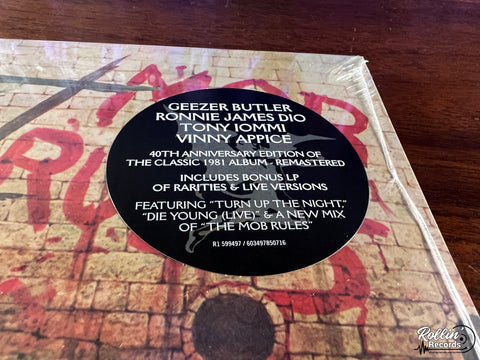 MOB
RULES
GEEZER BUTLER
RONNIE JAMES DIO
TONY IOMMI
VINNY APPICE
40TH ANNIVERSARY EDITION OF
THE CLASSIC 1981 ALBUM - REMASTERED
INCLUDES BONUS LP
OF RARITIES & LIVE VERSIONS
FEATURING "TURN UP THE NIGHT,"
"DIE YOUNG (LIVE)" & A NEW MIX
OF "THE MOB RULES"
R1 599497 / 603497850716
Rollin'
Records